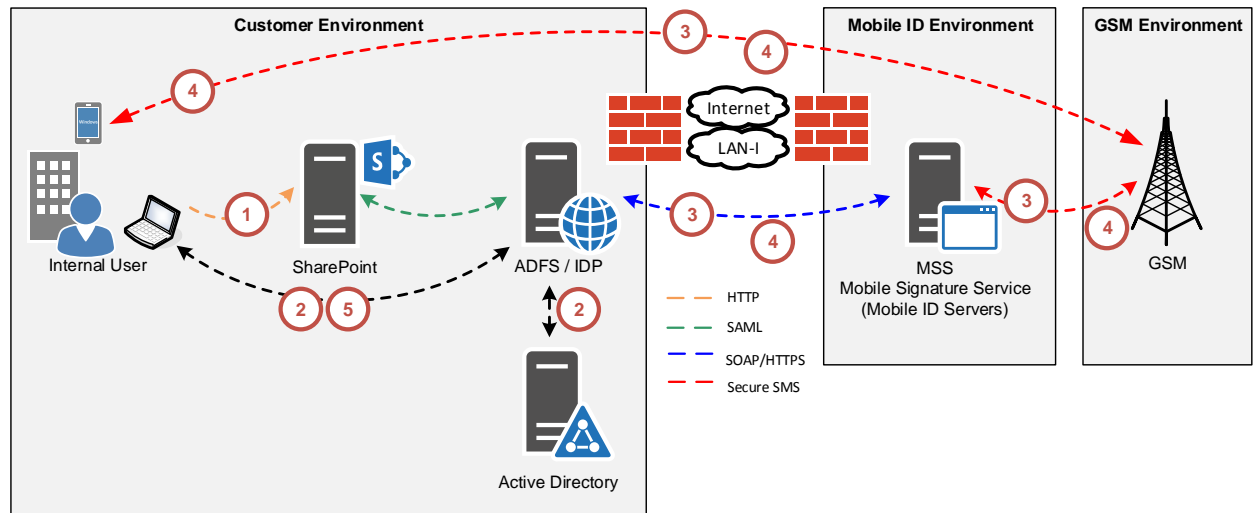 Customer Environment
Mobile ID Environment
GSM Environment
3
4
4
Windows
Internet
LAN-I
S
1
3
4
3
4
Internal User
SharePoint
ADFS / IDP
MSS
Mobile Signature Service
(Mobile ID Servers)
GSM
2
5
2
HTTP
SAML
SOAP/HTTPS
Secure SMS
Active Directory